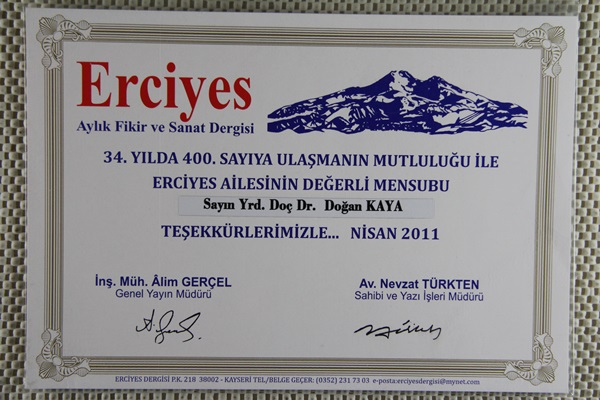 Erciyes
Aylık Fikir ve Sanat Dergisi
34. YILDA 400. SAYIYA ULAŞMANIN MUTLULUĞU İLE
ERCİYES AİLESİNİN DEĞERLİ MENSUBU
Sayın Yrd. Doç Dr. Doğan KAYA
TEŞEKKÜRLERİMİZLE... NİSAN 2011
İnş. Müh. Âlim GERÇEL
Genel Yayın Müdürü
Av. Nevzat TÜRKTEN
Sahibi ve Yazı İşleri Müdürü
ERCİYES DERGİSİ P.K. 218 38002 - KAYSERİ TEL/BELGE GEÇER: (0352) 231 73 03 e-posta:erciyesdergisi@mynet.com